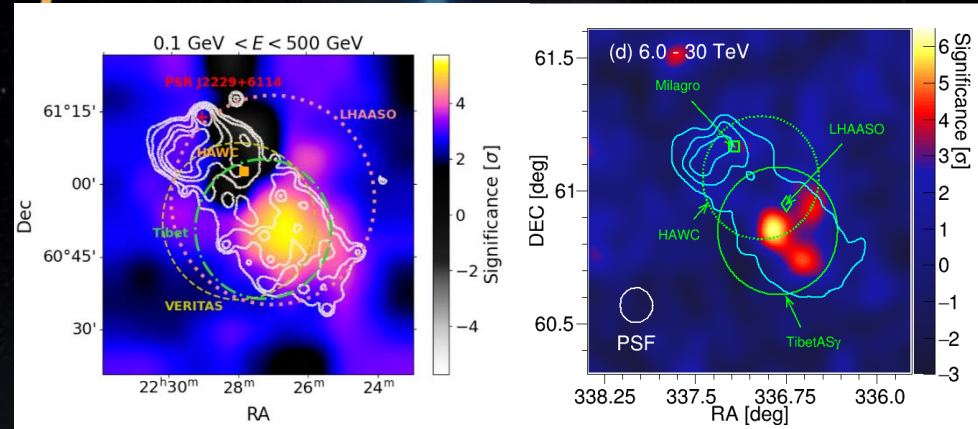 0.1 GeV < E < 500 GeV
PSR J2229+6114
LHAASO
HAWC
Tibet
VERITAS
61°15'
00'
60°45'
30'
Dec
22ʰ30ᵐ 28ᵐ 26ᵐ 24ᵐ
RA
4
2
0
−2
−4
Significance [σ]
(d) 6.0 - 30 TeV
Milagro
LHAASO
HAWC
TibetASγ
PSF
61.5
61
60.5
DEC [deg]
338.25 337.5 336.75 336.0
RA [deg]
6
5
4
3
2
1
0
−1
−2
−3
Significance [σ]